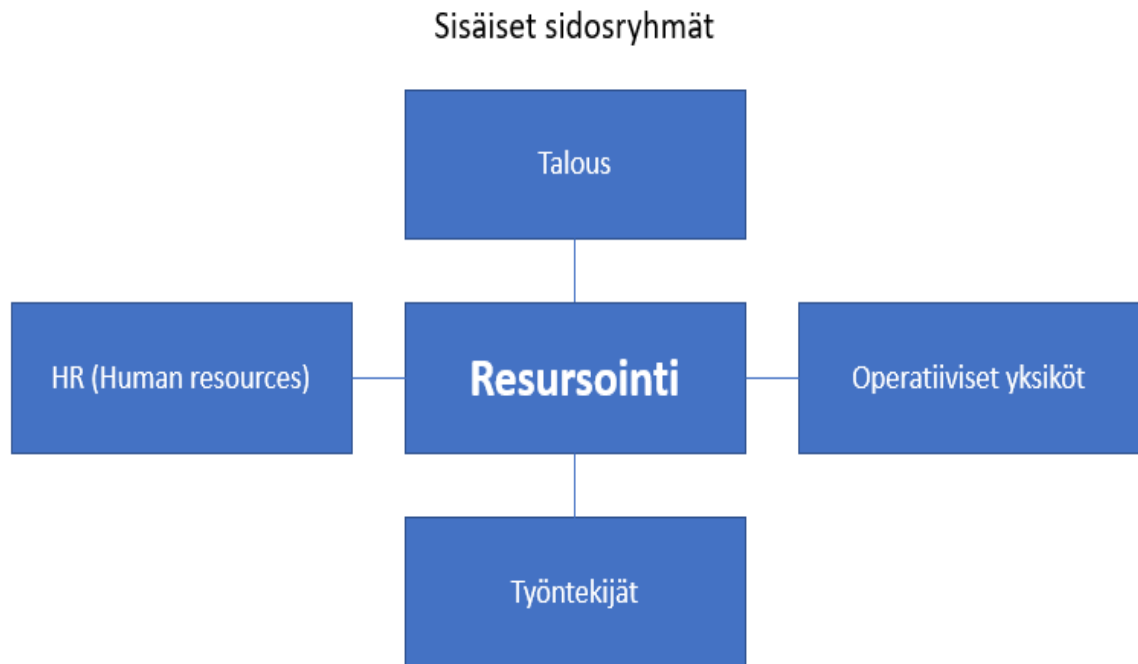 Sisäiset sidosryhmät
Talous
HR (Human resources)
Resursointi
Operatiiviset yksiköt
Työntekijät